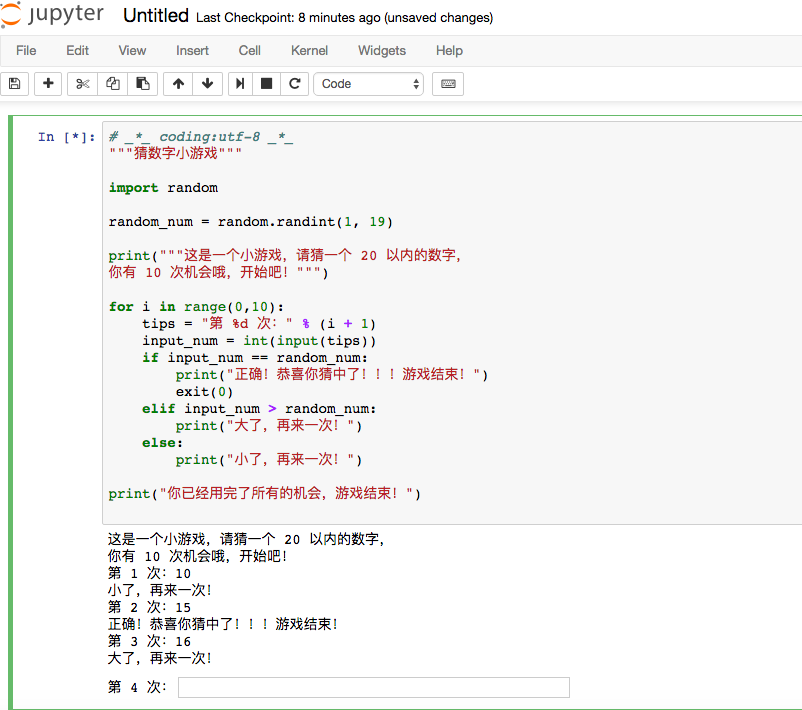 jupyter Untitled Last Checkpoint: 8 minutes ago (unsaved changes)
File Edit View Insert Cell Kernel Widgets Help
Code
In [*]: # _*_ coding:utf-8 _*_
"""猜数字小游戏"""
import random
random_num = random.randint(1, 19)
print("""这是一个小游戏，请猜一个 20 以内的数字，
你有 10 次机会哦，开始吧！""")
for i in range(0,10):
    tips = "第 %d 次：" % (i + 1)
    input_num = int(input(tips))
    if input_num == random_num:
        print("正确！恭喜你猜中了！！！游戏结束！")
        exit(0)
    elif input_num > random_num:
        print("大了，再来一次！")
    else:
        print("小了，再来一次！")
print("你已经用完了所有的机会，游戏结束！")
这是一个小游戏，请猜一个 20 以内的数字，
你有 10 次机会哦，开始吧！
第 1 次：10
小了，再来一次！
第 2 次：15
正确！恭喜你猜中了！！！游戏结束！
第 3 次：16
大了，再来一次！
第 4 次：